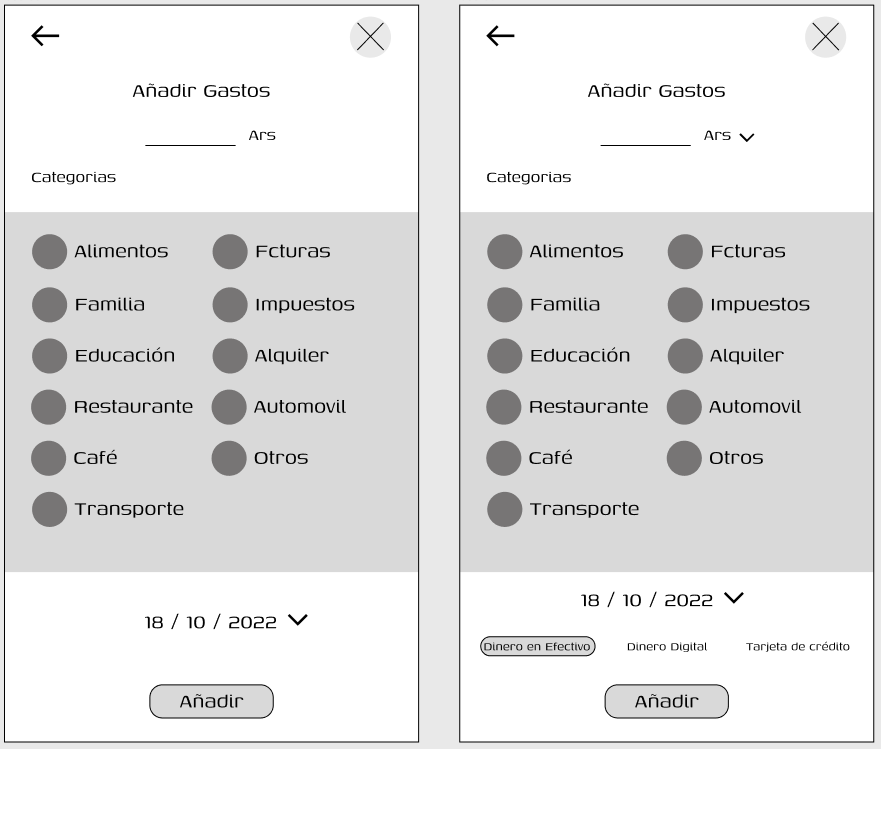 Añadir Gastos
Ars
Categorias
Alimentos Fcturas
Familia Impuestos
Educación Alquiler
Restaurante Automovil
Café Otros
Transporte
18 / 10 / 2022
Añadir
Añadir Gastos
Ars
Categorias
Alimentos Fcturas
Familia Impuestos
Educación Alquiler
Restaurante Automovil
Café Otros
Transporte
18 / 10 / 2022
Dinero en Efectivo Dinero Digital Tarjeta de crédito
Añadir